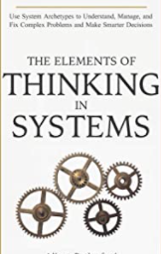 Use System Archetypes to Understand, Manage, and
Fix Complex Problems and Make Smarter Decisions
THE ELEMENTS OF
THINKING
IN
SYSTEMS